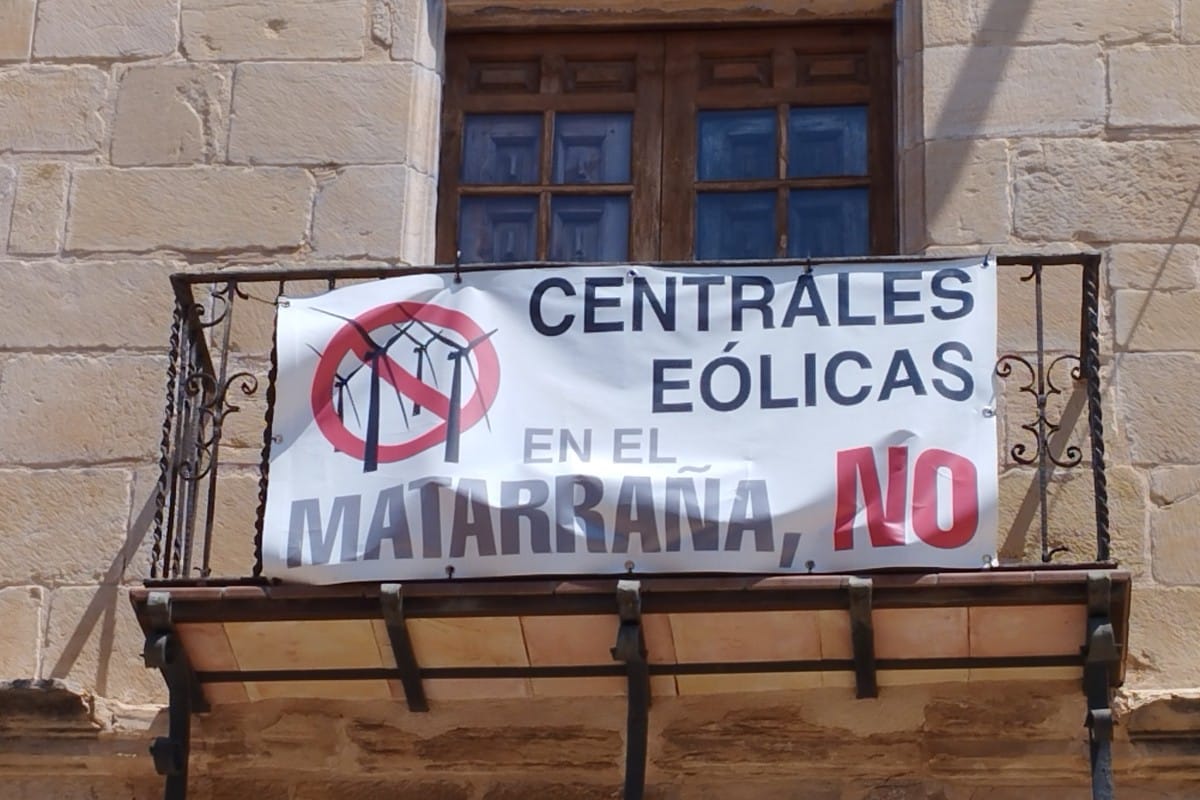 CENTRALES
EÓLICAS
EN EL
MATARRAÑA, NO